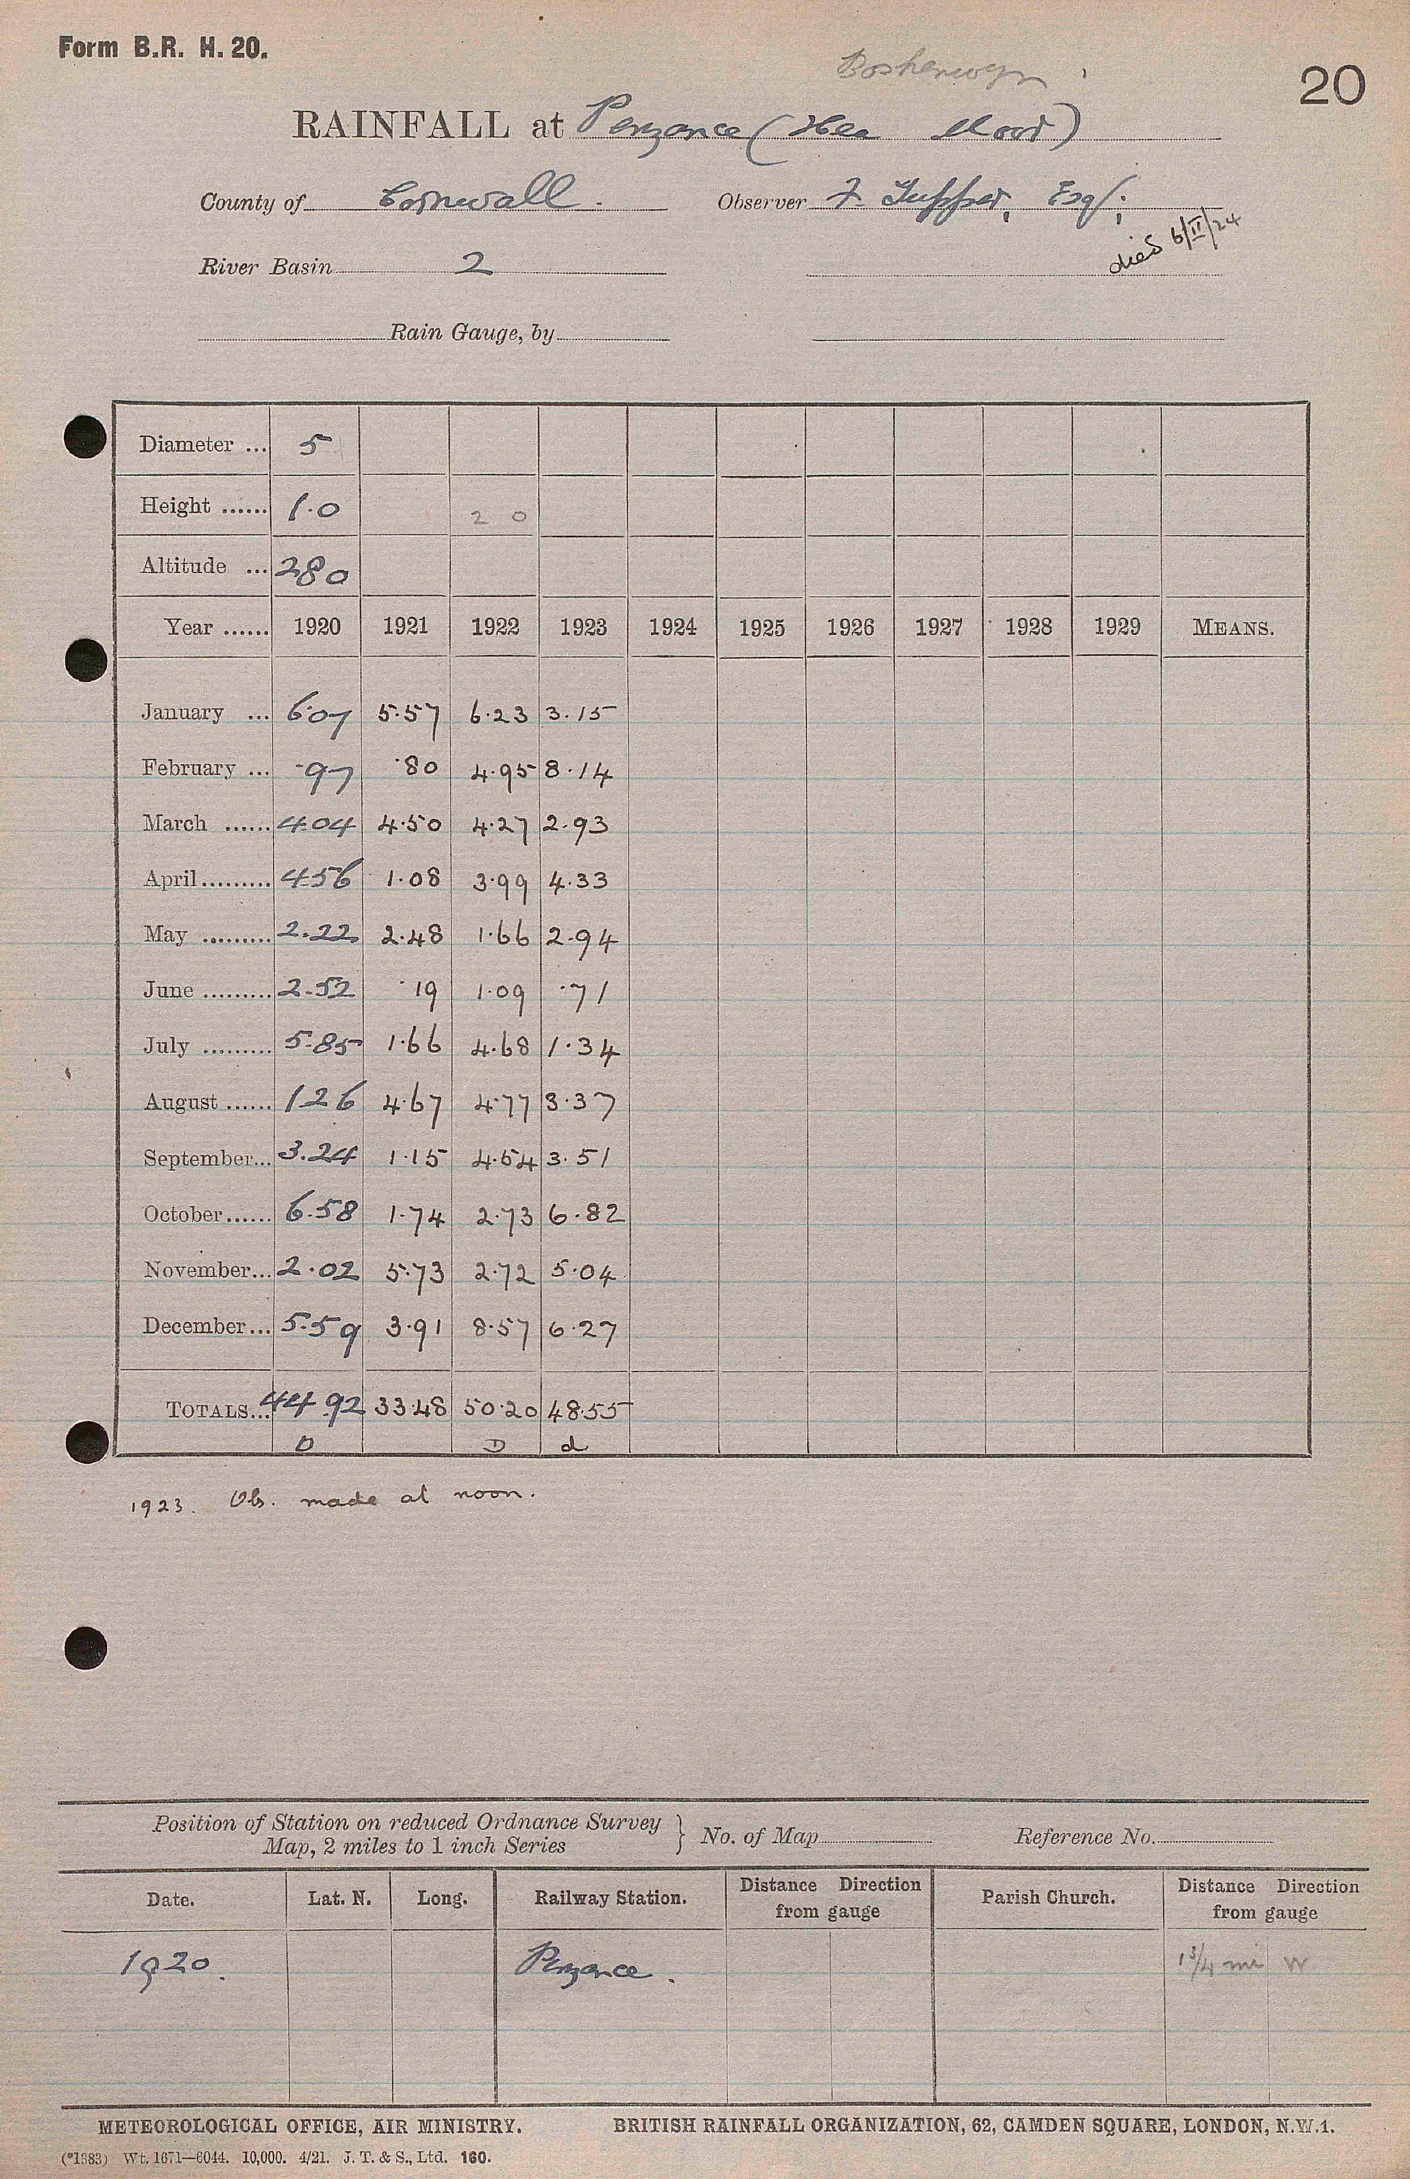 Form B.R. H. 20.
Bosherwyn
20
RAINFALL at Penzance (Hea Moor)
County of Cornwall. Observer F. Tupper, Esq;
died 6/II/24
River Basin 2
Rain Gauge, by
Diameter ... 5
Height ...... 1.0 2 0
Altitude ... 280
Year ...... 1920 1921 1922 1923 1924 1925 1926 1927 1928 1929 MEANS.
January ... 6.07 5.57 6.23 3.15
February ... .97 .80 4.95 8.14
March ...... 4.04 4.50 4.27 2.93
April ......... 4.56 1.08 3.99 4.33
May ......... 2.22 2.48 1.66 2.94
June ......... 2.52 .19 1.09 .71
July ......... 5.85 1.66 4.68 1.34
August ...... 1.26 4.67 4.77 3.37
September... 3.24 1.15 4.54 3.51
October...... 6.58 1.74 2.73 6.82
November... 2.02 5.73 2.72 5.04
December... 5.59 3.91 8.57 6.27
TOTALS... 44.92 33.48 50.20 48.55
D D d
1923. Obs. made at noon.
Position of Station on reduced Ordnance Survey
Map, 2 miles to 1 inch Series } No. of Map Reference No.
Date. Lat. N. Long. Railway Station. Distance Direction from gauge Parish Church. Distance Direction from gauge
1920. Penzance. 1 3/4 mi W
METEOROLOGICAL OFFICE, AIR MINISTRY. BRITISH RAINFALL ORGANIZATION, 62, CAMDEN SQUARE, LONDON, N.W.1.
(*1383) Wt. 1671—6044. 10,000. 4/21. J. T. & S., Ltd. 160.